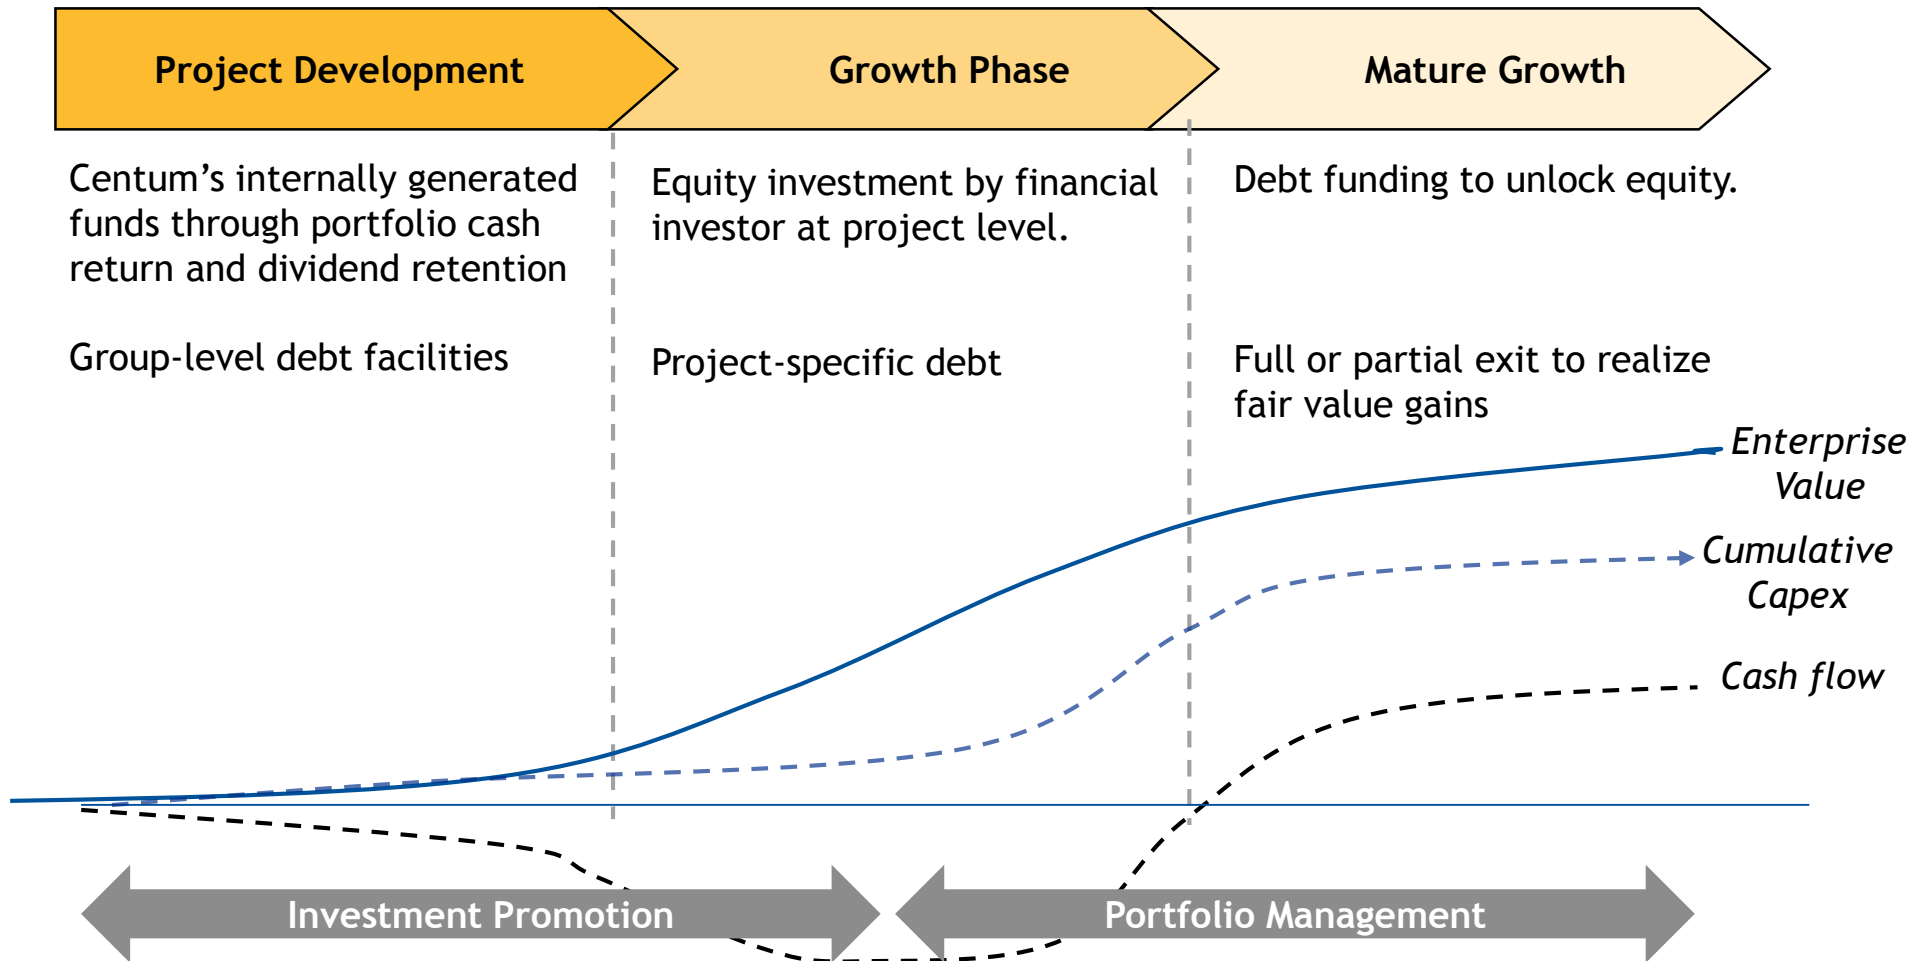 Project Development
Growth Phase
Mature Growth
Centum’s internally generated
funds through portfolio cash
return and dividend retention
Group-level debt facilities
Equity investment by financial
investor at project level.
Project-specific debt
Debt funding to unlock equity.
Full or partial exit to realize
fair value gains
Enterprise
Value
Cumulative
Capex
Cash flow
Investment Promotion
Portfolio Management